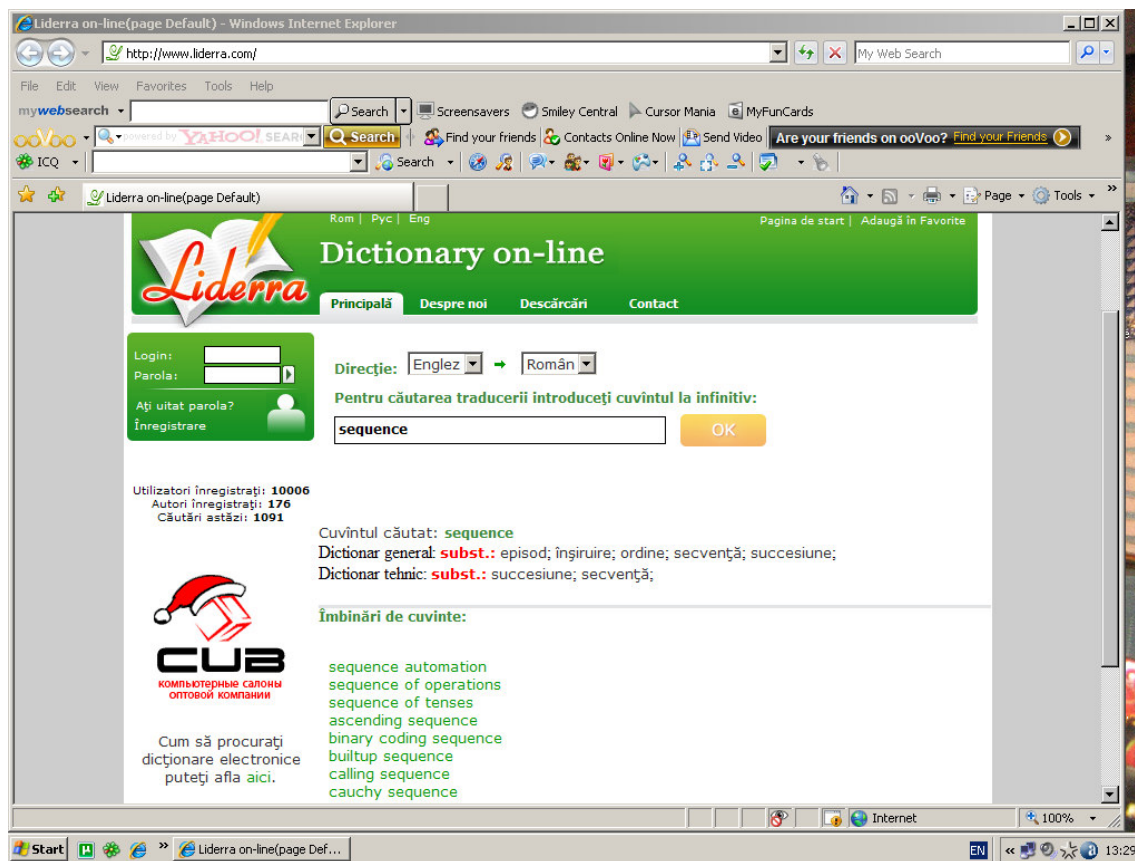 Liderra on-line(page Default) - Windows Internet Explorer
http://www.liderra.com/ My Web Search
File Edit View Favorites Tools Help
mywebsearch Search Screensavers Smiley Central Cursor Mania MyFunCards
ooVoo powered by YAHOO! SEAR Search Find your friends Contacts Online Now Send Video Are your friends on ooVoo? Find your Friends »
ICQ Search
Liderra on-line(page Default) Page Tools »
Rom | Рус | Eng Pagina de start | Adaugă în Favorite
Liderra
Dictionary on-line
Principală Despre noi Descărcări Contact
Login:
Parola:
Aţi uitat parola?
Înregistrare
Direcţie: Englez Român
Pentru căutarea traducerii introduceţi cuvîntul la infinitiv:
sequence OK
Utilizatori înregistraţi: 10006
Autori înregistraţi: 176
Căutări astăzi: 1091
Cuvîntul căutat: sequence
Dictionar general: subst.: episod; înşiruire; ordine; secvenţă; succesiune;
Dictionar tehnic: subst.: succesiune; secvenţă;
Îmbinări de cuvinte:
sequence automation
sequence of operations
sequence of tenses
ascending sequence
binary coding sequence
builtup sequence
calling sequence
cauchy sequence
CUB
компьютерные салоны
оптовой компании
Cum să procuraţi
dicţionare electronice
puteţi afla aici.
Internet 100%
Start » Liderra on-line(page Def... EN « 13:29